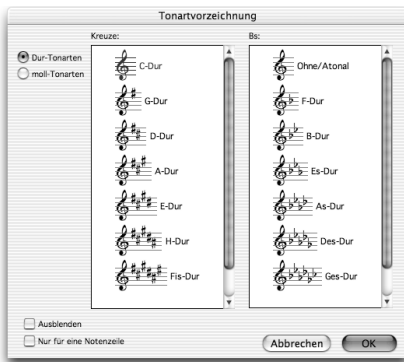 Tonartvorzeichnung
Kreuze:
Bs:
Dur-Tonarten
moll-Tonarten
C-Dur
G-Dur
D-Dur
A-Dur
E-Dur
H-Dur
Fis-Dur
Ohne/Atonal
F-Dur
B-Dur
Es-Dur
As-Dur
Des-Dur
Ges-Dur
Ausblenden
Nur für eine Notenzeile
Abbrechen
OK